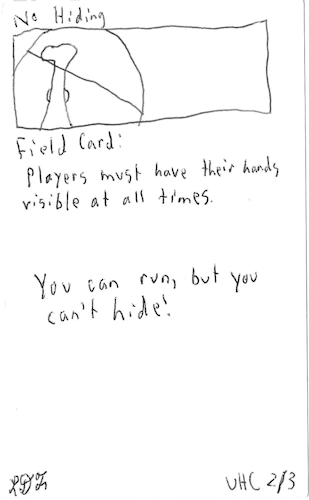 No Hiding
Field Card:
Players must have their hands
visible at all times.
You can run, but you
can't hide!
UHC 2/3